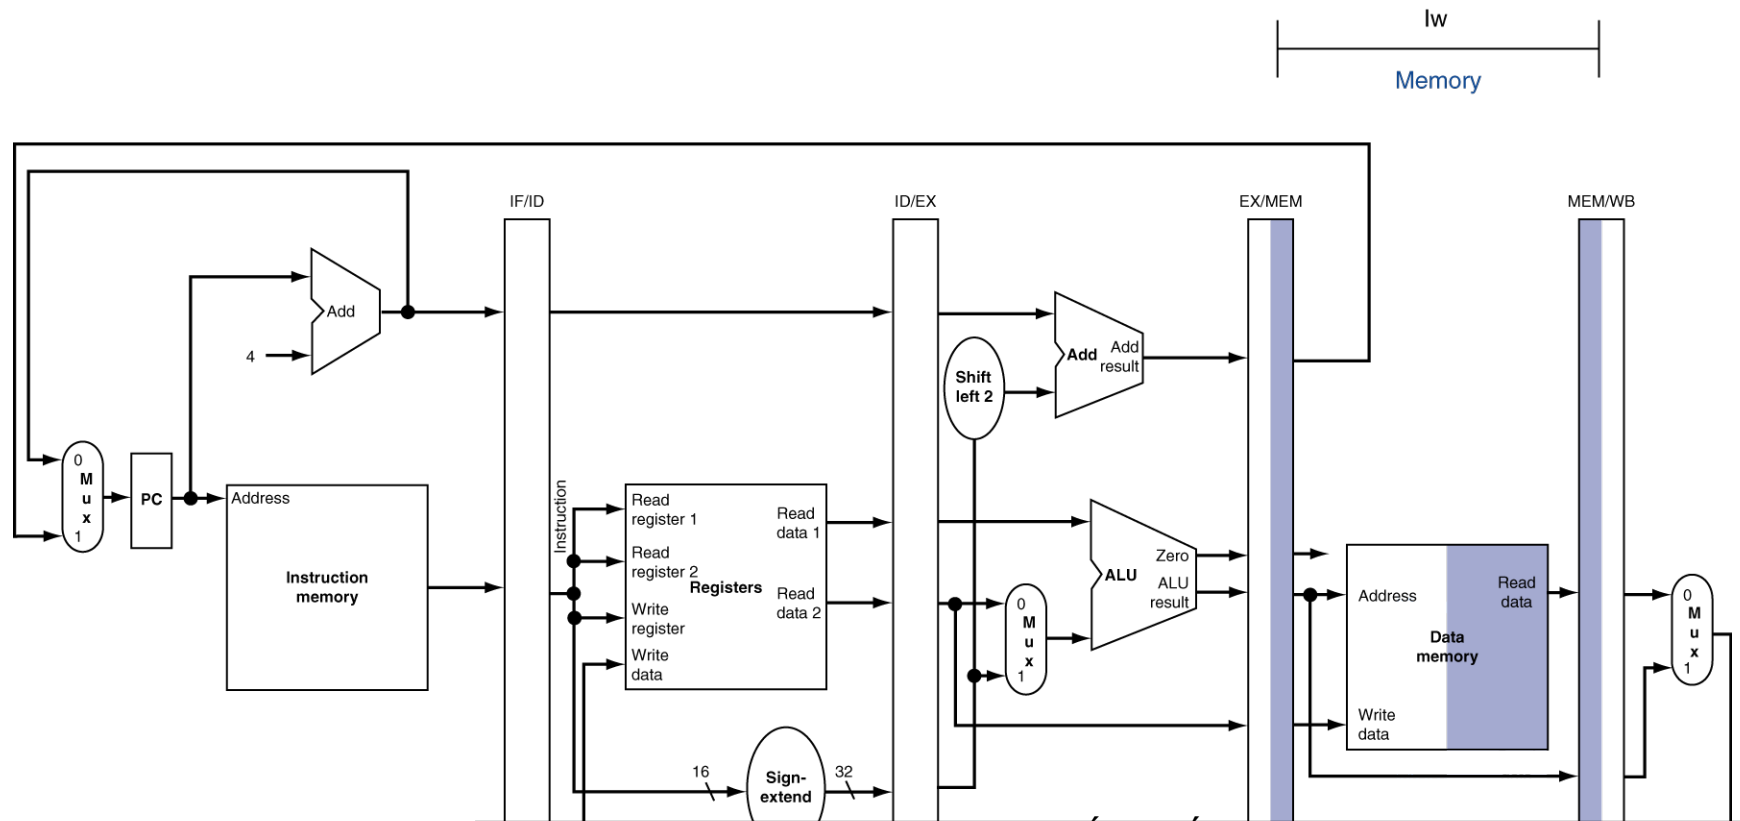 lw
Memory
IF/ID
ID/EX
EX/MEM
MEM/WB
Add
4
Add
Add
result
Shift
left 2
0
M
u
x
1
PC
Address
Instruction
memory
Instruction
Read
register 1
Read
register 2
Write
register
Write
data
Registers
Read
data 1
Read
data 2
0
M
u
x
1
ALU
Zero
ALU
result
Address
Read
data
Data
memory
Write
data
0
M
u
x
1
16
Sign-
extend
32